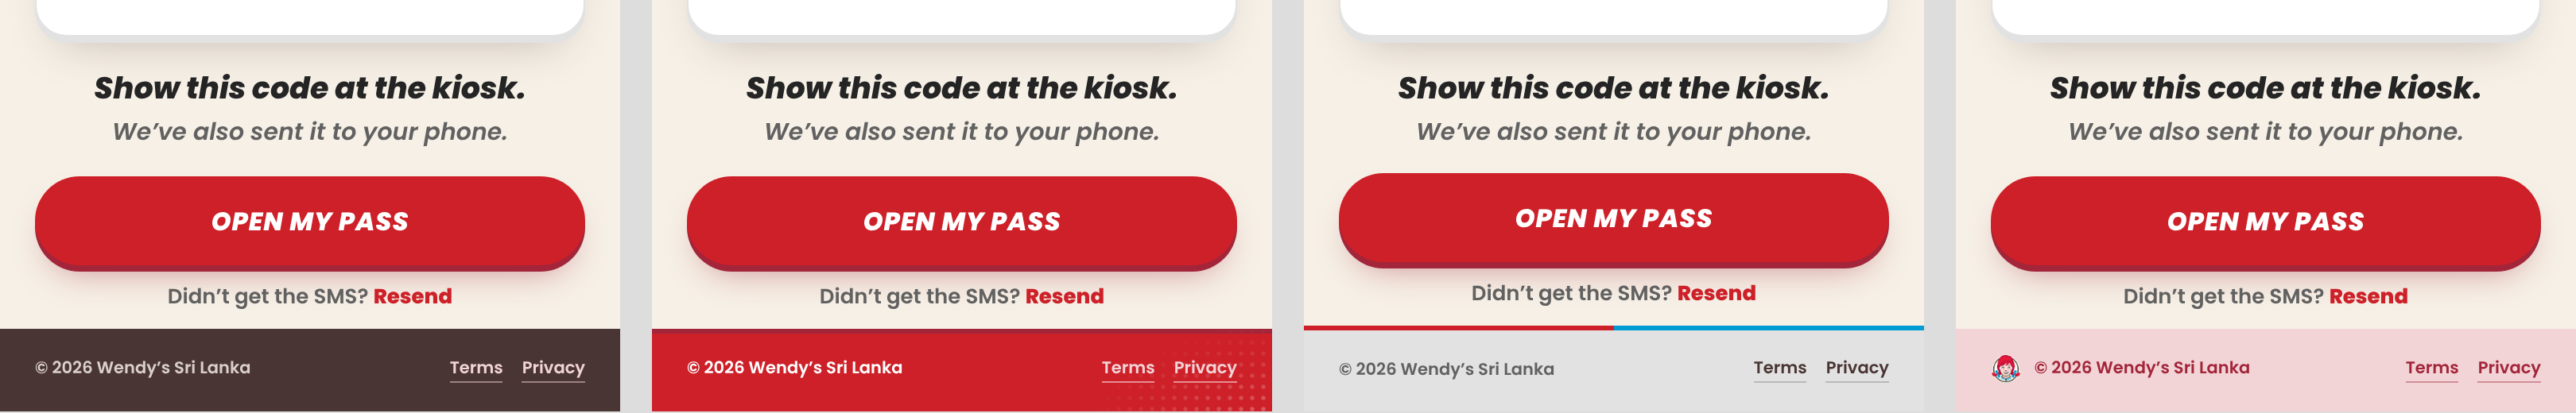 Show this code at the kiosk.
We’ve also sent it to your phone.
OPEN MY PASS
Didn’t get the SMS? Resend
© 2026 Wendy’s Sri Lanka Terms Privacy
Show this code at the kiosk.
We’ve also sent it to your phone.
OPEN MY PASS
Didn’t get the SMS? Resend
© 2026 Wendy’s Sri Lanka Terms Privacy
Show this code at the kiosk.
We’ve also sent it to your phone.
OPEN MY PASS
Didn’t get the SMS? Resend
© 2026 Wendy’s Sri Lanka Terms Privacy
Show this code at the kiosk.
We’ve also sent it to your phone.
OPEN MY PASS
Didn’t get the SMS? Resend
© 2026 Wendy’s Sri Lanka Terms Privacy